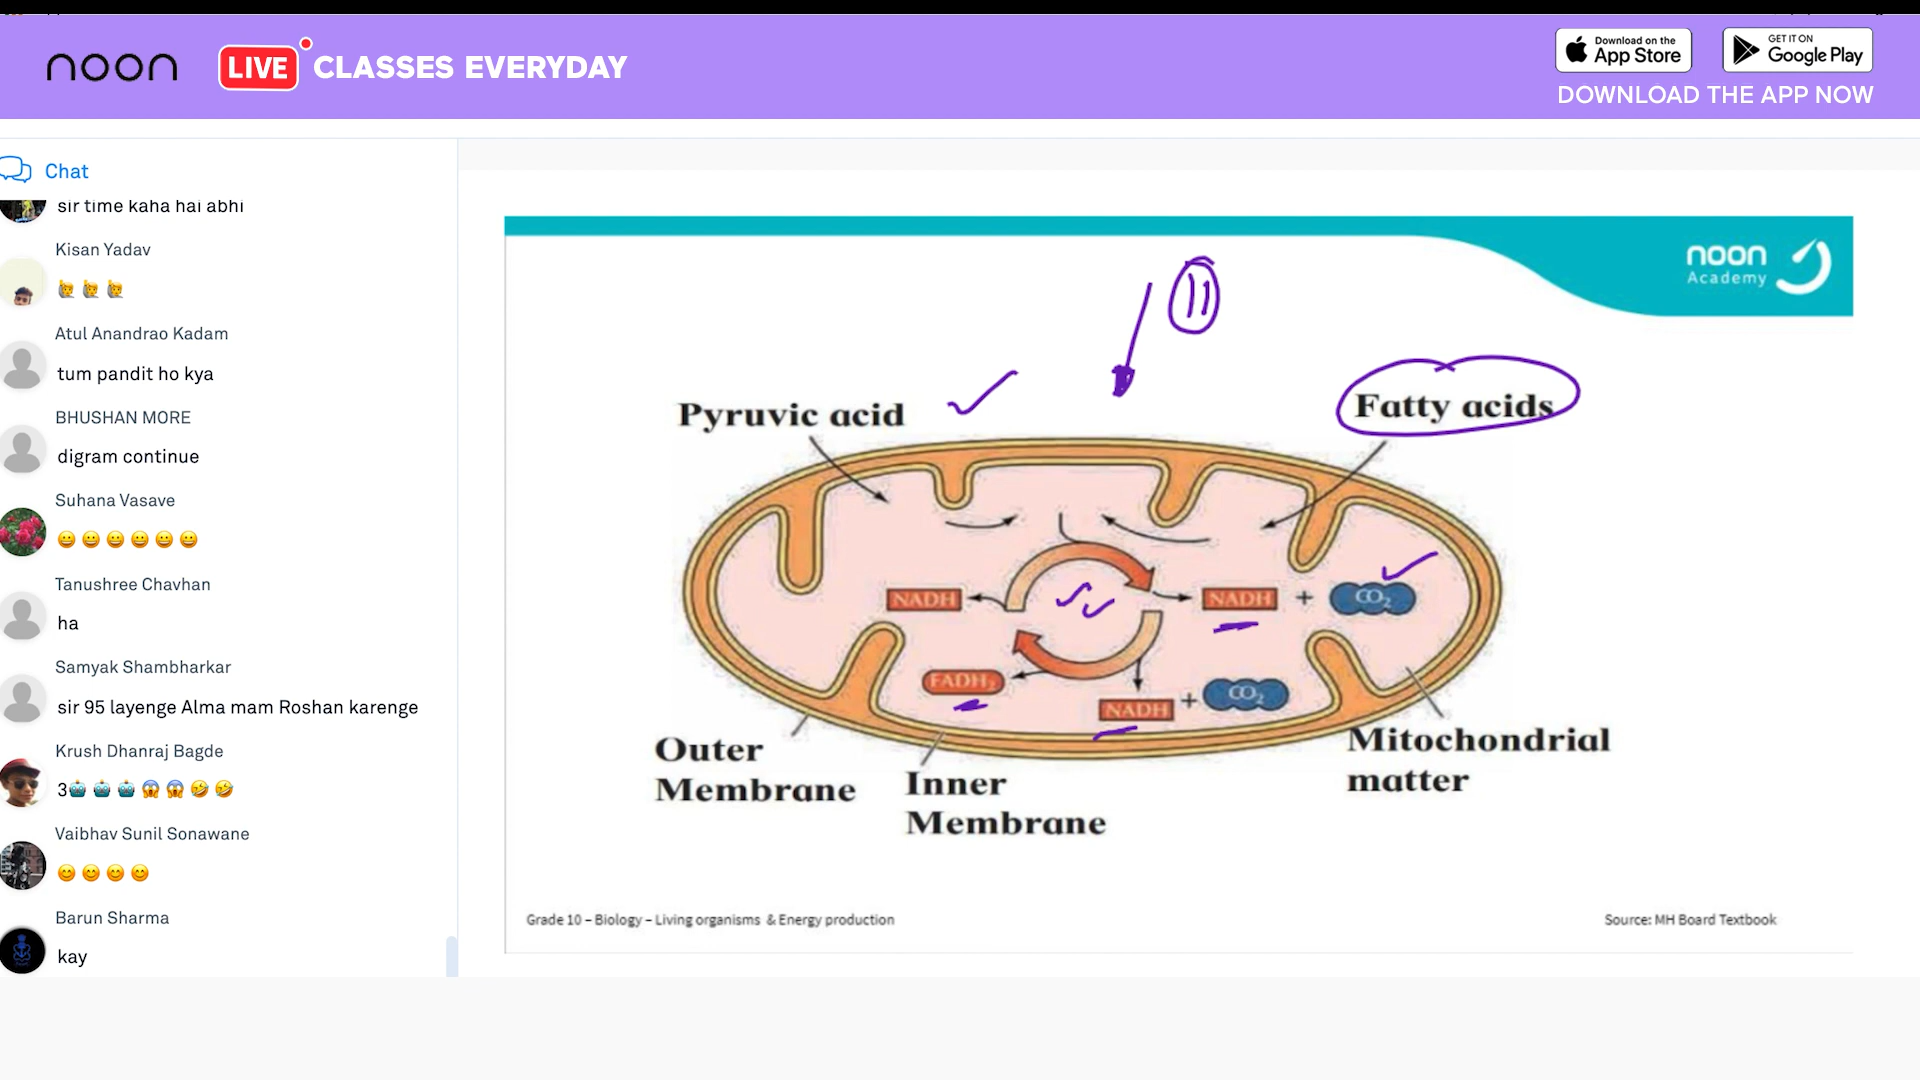 noon LIVE CLASSES EVERYDAY
Download on the App Store
GET IT ON Google Play
DOWNLOAD THE APP NOW
Chat
sir time kaha hai abhi
Kisan Yadav
🙋 🙋 🙋
Atul Anandrao Kadam
tum pandit ho kya
BHUSHAN MORE
digram continue
Suhana Vasave
😀 😀 😀 😀 😀 😀
Tanushree Chavhan
ha
Samyak Shambharkar
sir 95 layenge Alma mam Roshan karenge
Krush Dhanraj Bagde
3🤖 🤖 🤖 😱 😱 🤣 🤣
Vaibhav Sunil Sonawane
😊 😊 😊 😊
Barun Sharma
kay
noon
Academy
11
Pyruvic acid
Fatty acids
NADH
NADH + CO2
FADH2
NADH + CO2
Outer
Membrane
Inner
Membrane
Mitochondrial
matter
Grade 10 – Biology – Living organisms & Energy production
Source: MH Board Textbook